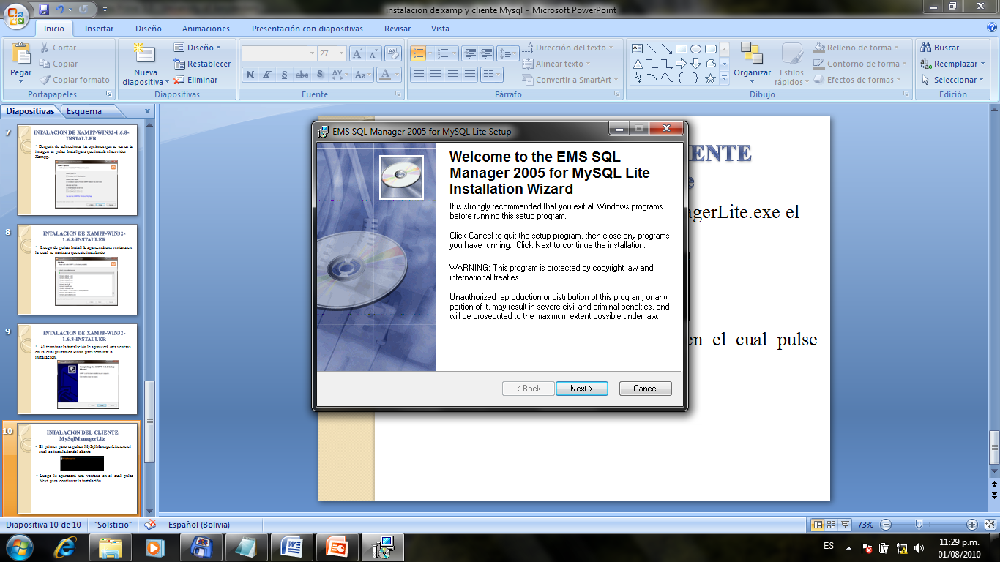 instalacion de xamp y cliente Mysql - Microsoft PowerPoint
Inicio Insertar Diseño Animaciones Presentación con diapositivas Revisar Vista
Pegar
Cortar
Copiar
Copiar formato
Portapapeles
Nueva diapositiva
Diseño
Restablecer
Eliminar
Diapositivas
27
N K S abc S AV Aa A
Fuente
Dirección del texto
Alinear texto
Convertir a SmartArt
Párrafo
Organizar
Estilos rápidos
Relleno de forma
Contorno de forma
Efectos de formas
Dibujo
Buscar
Reemplazar
Seleccionar
Edición
Diapositivas Esquema x
7
INTALACION DE XAMPP-WIN32-1.6.8-
INSTALLER
Después de seleccionar las opciones que se ven en la
imagen se pulsa Install para que instale el servidor
Xampp.
8
INTALACION DE XAMPP-WIN32-
1.6.8-INSTALLER
Luego de pulsar Install le aparecerá una ventana en
la cual se mostrara que este instalando
9
INTALACION DE XAMPP-WIN32-
1.6.8-INSTALLER
Al terminar la instalación le aparecerá esta ventana
en la cual pulsamos Finish para terminar la
instalación.
10
INTALACION DEL CLIENTE
MySqlManagerLite
El primer paso es pulsar MySqlManagerLite.exe el
cual es instalador del cliente
Luego le aparecerá una ventana en el cual pulse
Next para continuar la instalación
IENTE
e
agerLite.exe el
en el cual pulse
EMS SQL Manager 2005 for MySQL Lite Setup
Welcome to the EMS SQL
Manager 2005 for MySQL Lite
Installation Wizard
It is strongly recommended that you exit all Windows programs
before running this setup program.
Click Cancel to quit the setup program, then close any programs
you have running. Click Next to continue the installation.
WARNING: This program is protected by copyright law and
international treaties.
Unauthorized reproduction or distribution of this program, or any
portion of it, may result in severe civil and criminal penalties, and
will be prosecuted to the maximum extent possible under law.
< Back Next > Cancel
Diapositiva 10 de 10 "Solsticio" Español (Bolivia) 73%
ES
11:29 p.m.
01/08/2010